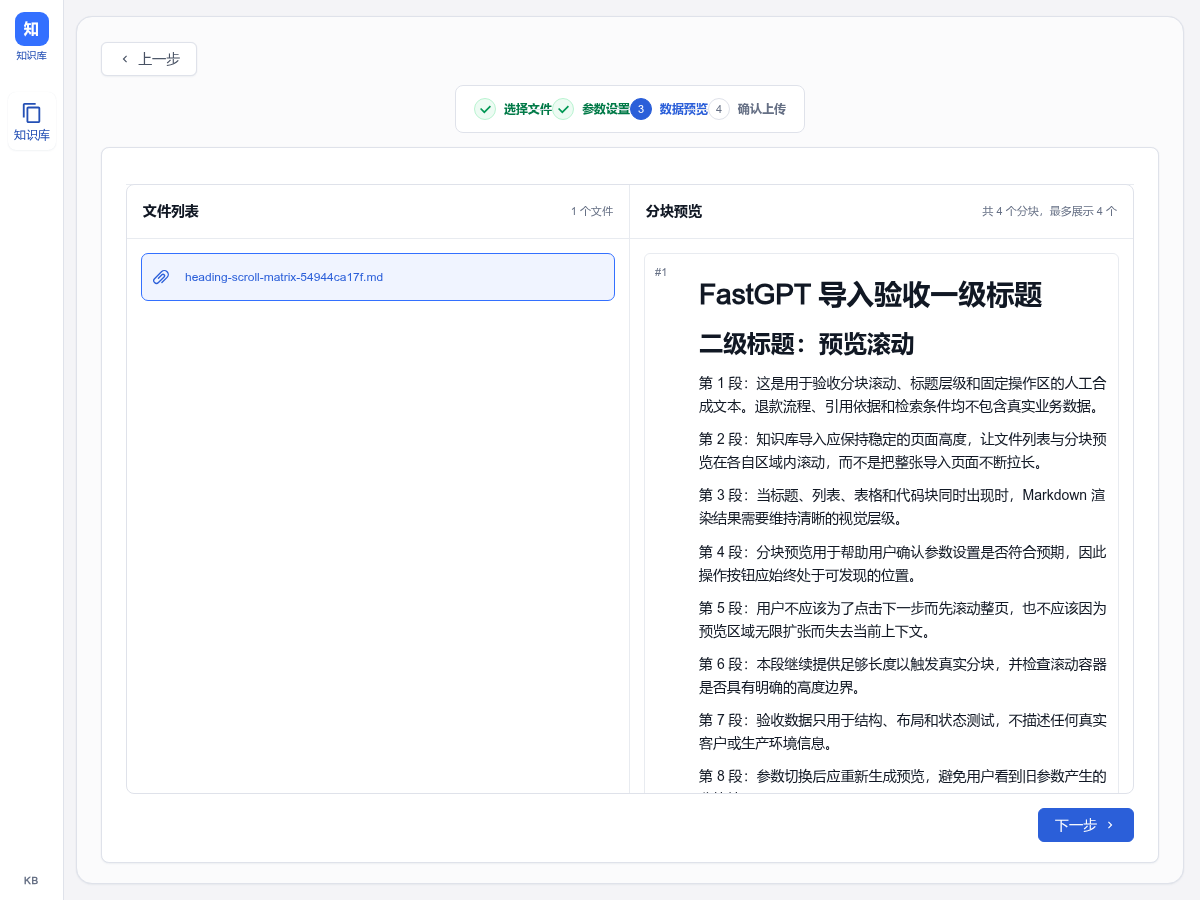 知
知识库
知识库
KB
上一步
选择文件
参数设置
3 数据预览
4 确认上传
文件列表
1 个文件
heading-scroll-matrix-54944ca17f.md
分块预览
共 4 个分块，最多展示 4 个
#1
FastGPT 导入验收一级标题
二级标题：预览滚动
第 1 段：这是用于验收分块滚动、标题层级和固定操作区的人工合
成文本。退款流程、引用依据和检索条件均不包含真实业务数据。
第 2 段：知识库导入应保持稳定的页面高度，让文件列表与分块预
览在各自区域内滚动，而不是把整张导入页面不断拉长。
第 3 段：当标题、列表、表格和代码块同时出现时，Markdown 渲
染结果需要维持清晰的视觉层级。
第 4 段：分块预览用于帮助用户确认参数设置是否符合预期，因此
操作按钮应始终处于可发现的位置。
第 5 段：用户不应该为了点击下一步而先滚动整页，也不应该因为
预览区域无限扩张而失去当前上下文。
第 6 段：本段继续提供足够长度以触发真实分块，并检查滚动容器
是否具有明确的高度边界。
第 7 段：验收数据只用于结构、布局和状态测试，不描述任何真实
客户或生产环境信息。
第 8 段：参数切换后应重新生成预览，避免用户看到旧参数产生的
下一步